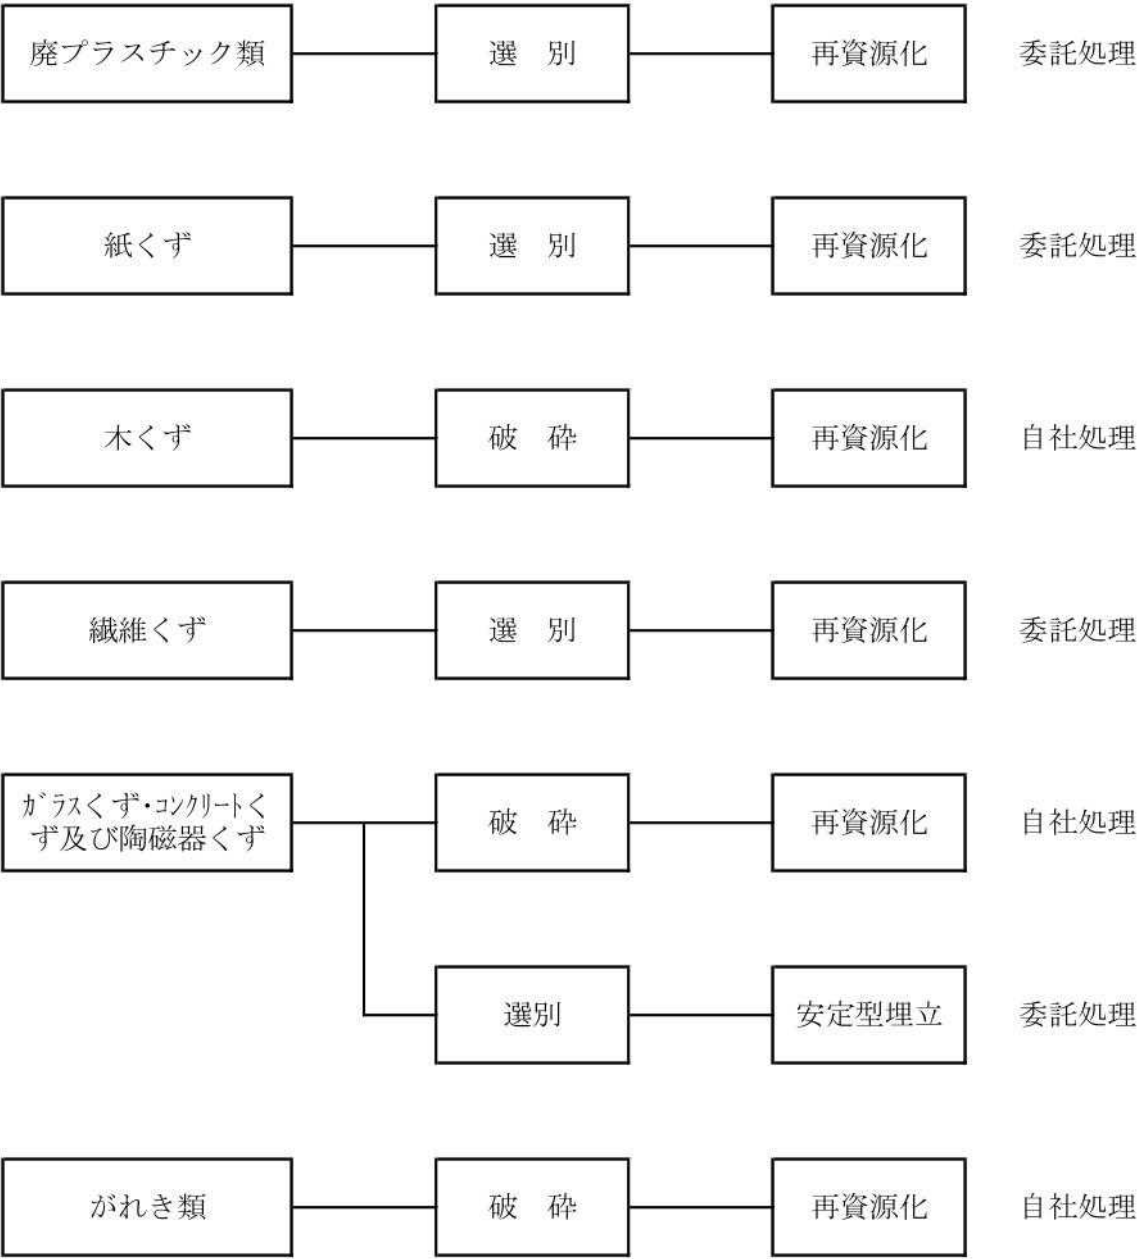 廃プラスチック類 選　別 再資源化 委託処理
紙くず 選　別 再資源化 委託処理
木くず 破　砕 再資源化 自社処理
繊維くず 選　別 再資源化 委託処理
ｶﾞﾗｽくず･ｺﾝｸﾘｰﾄく
ず及び陶磁器くず 破　砕 再資源化 自社処理
選別 安定型埋立 委託処理
がれき類 破　砕 再資源化 自社処理